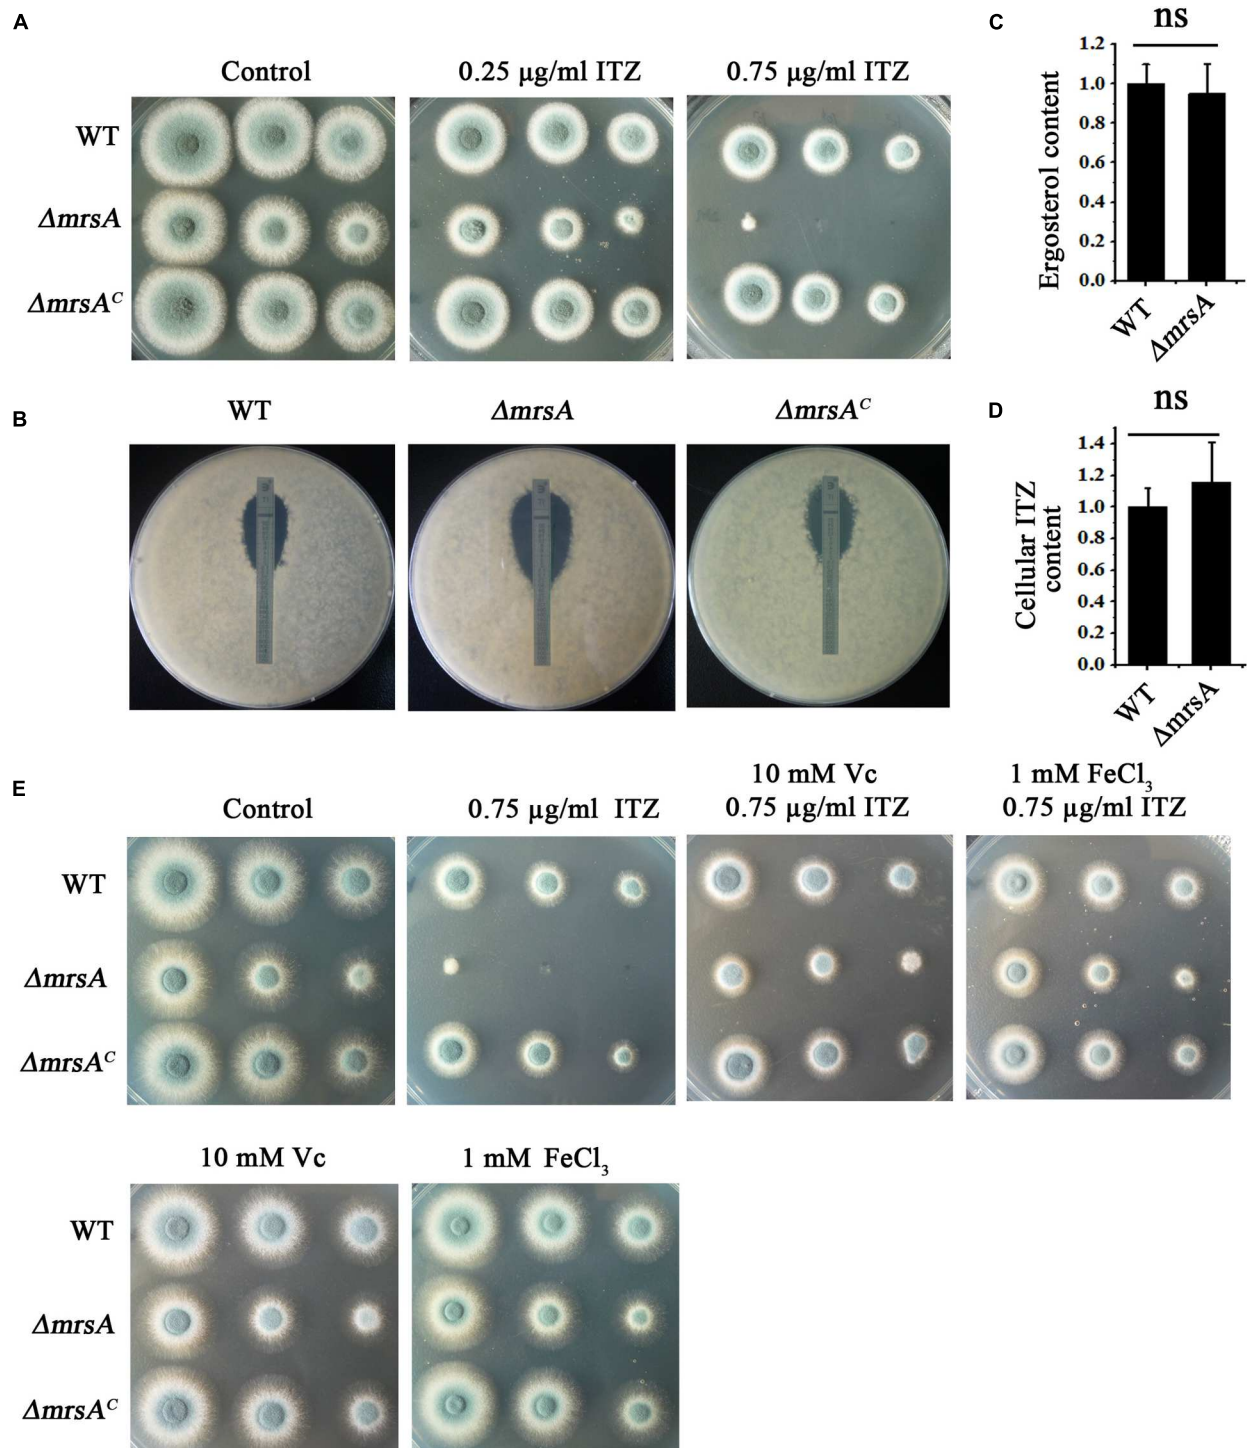 A
Control
0.25 µg/ml ITZ
0.75 µg/ml ITZ
WT
ΔmrsA
ΔmrsA^C
B
WT
ΔmrsA
ΔmrsA^C
C
ns
Ergosterol content
1.2
1.0
0.8
0.6
0.4
0.2
0.0
WT
ΔmrsA
D
ns
Cellular ITZ
content
1.4
1.2
1.0
0.8
0.6
0.4
0.2
0.0
WT
ΔmrsA
E
Control
0.75 µg/ml ITZ
10 mM Vc
0.75 µg/ml ITZ
1 mM FeCl₃
0.75 µg/ml ITZ
WT
ΔmrsA
ΔmrsA^C
10 mM Vc
1 mM FeCl₃
WT
ΔmrsA
ΔmrsA^C